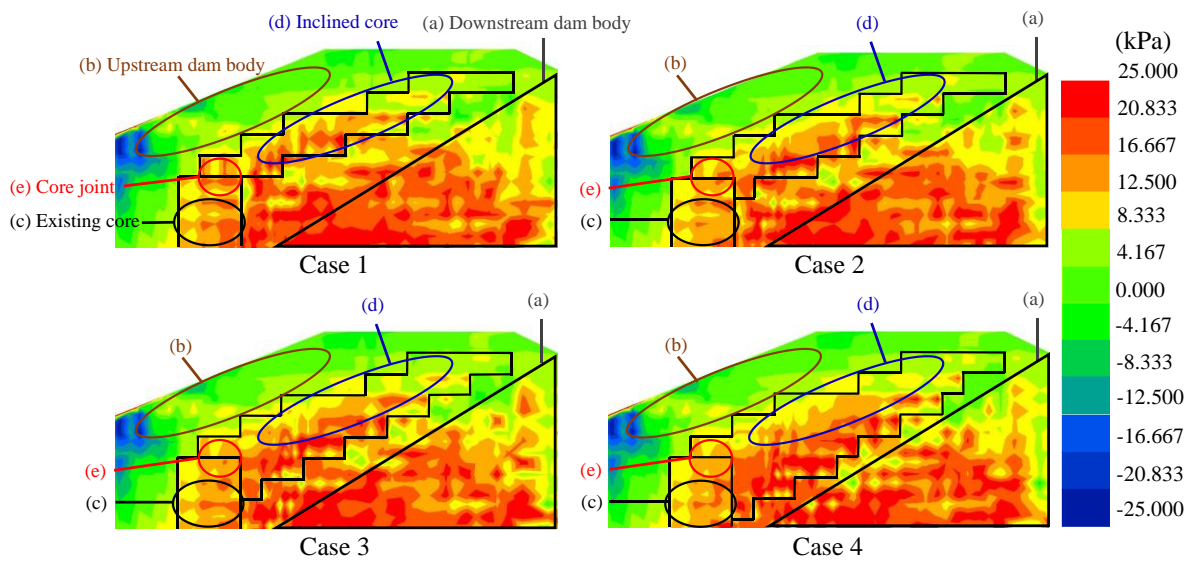 (d) Inclined core
(a) Downstream dam body
(b) Upstream dam body
(e) Core joint
(c) Existing core
Case 1
(d)
(a)
(b)
(e)
(c)
Case 2
(d)
(a)
(b)
(e)
(c)
Case 3
(d)
(a)
(b)
(e)
(c)
Case 4
(kPa)
25.000
20.833
16.667
12.500
8.333
4.167
0.000
-4.167
-8.333
-12.500
-16.667
-20.833
-25.000